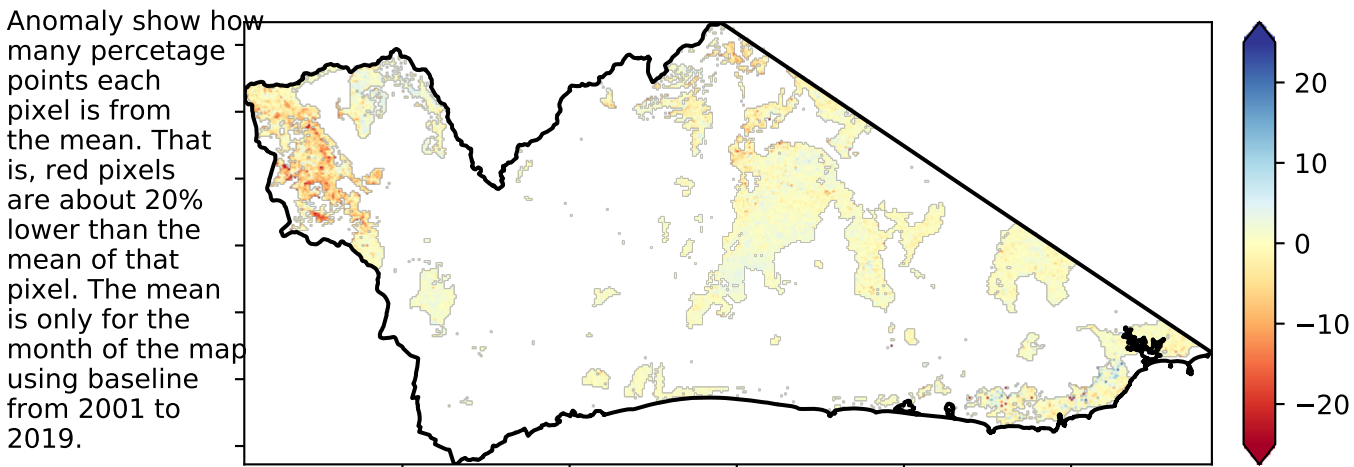 Anomaly show how
many percetage
points each
pixel is from
the mean. That
is, red pixels
are about 20%
lower than the
mean of that
pixel. The mean
is only for the
month of the map
using baseline
from 2001 to
2019.
20
10
0
−10
−20